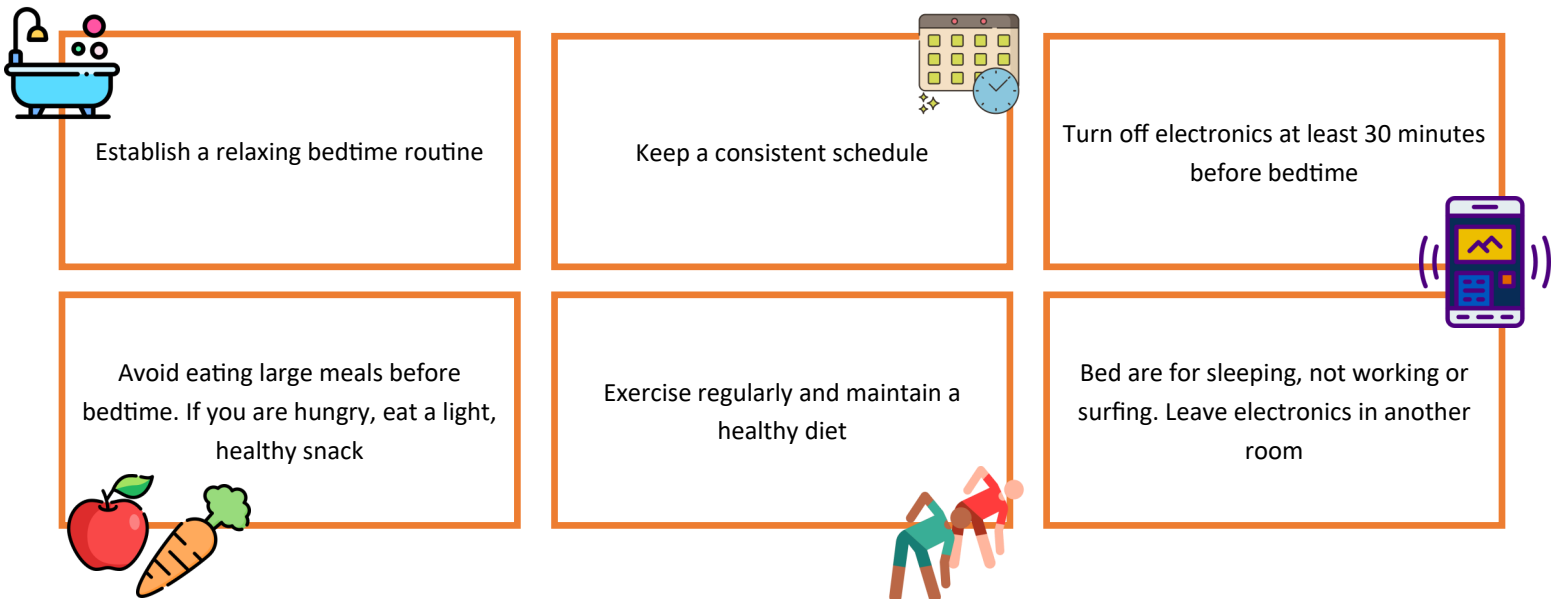 Establish a relaxing bedtime routine
Keep a consistent schedule
Turn off electronics at least 30 minutes
before bedtime
Avoid eating large meals before
bedtime. If you are hungry, eat a light,
healthy snack
Exercise regularly and maintain a
healthy diet
Bed are for sleeping, not working or
surfing. Leave electronics in another
room